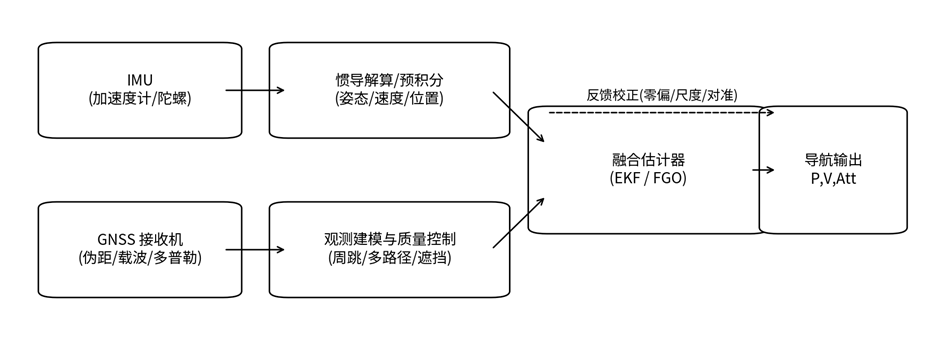 IMU
(加速度计/陀螺)
惯导解算/预积分
(姿态/速度/位置)
反馈校正(零偏/尺度/对准)
融合估计器
(EKF / FGO)
导航输出
P,V,Att
GNSS 接收机
(伪距/载波/多普勒)
观测建模与质量控制
(周跳/多路径/遮挡)